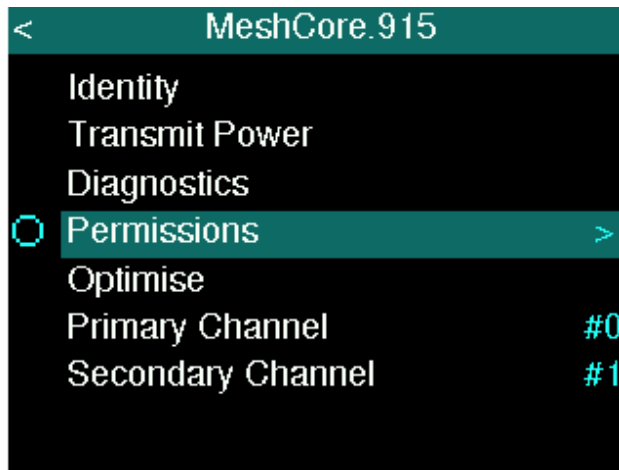 < MeshCore.915
Identity
Transmit Power
Diagnostics
Permissions >
Optimise
Primary Channel #0
Secondary Channel #1